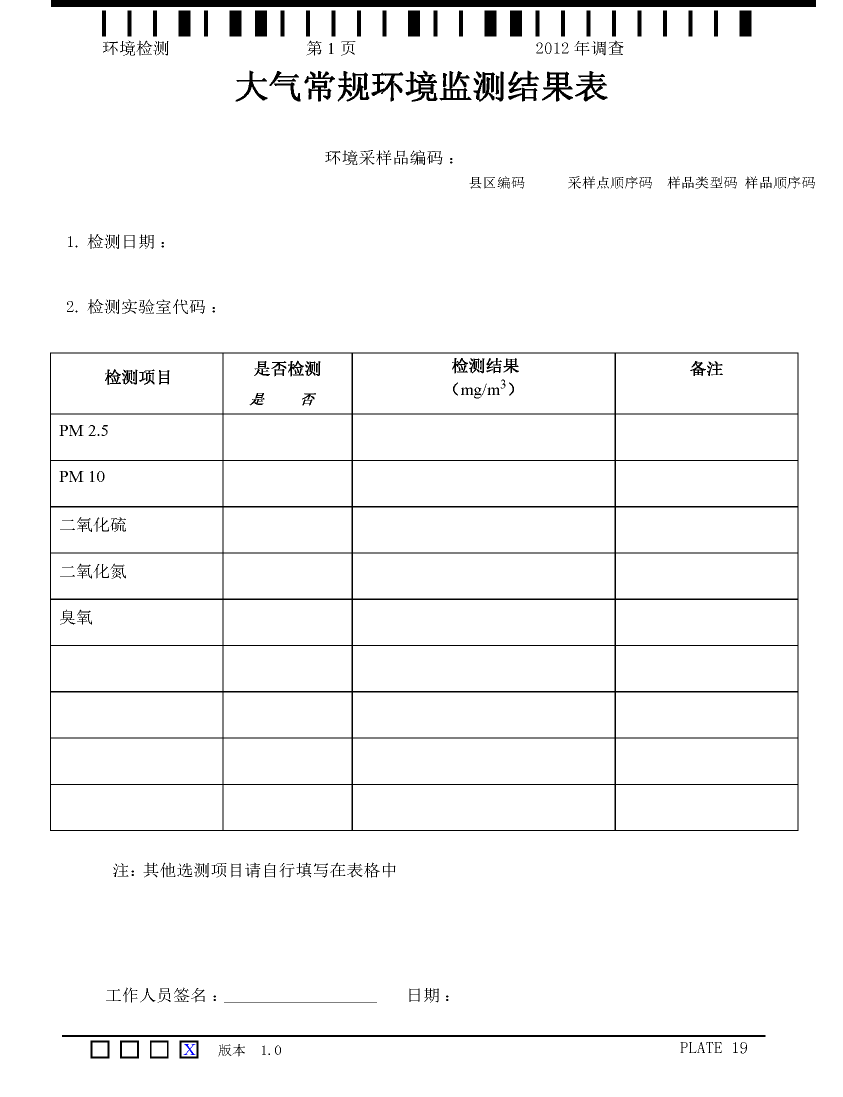 环境检测 第 1 页 2012 年调查
大气常规环境监测结果表
环境采样品编码：
县区编码 采样点顺序码 样品类型码 样品顺序码
1. 检测日期：
2. 检测实验室代码：
检测项目 是否检测 检测结果 备注
是 否 （mg/m³）
PM 2.5
PM 10
二氧化硫
二氧化氮
臭氧
注: 其他选测项目请自行填写在表格中
工作人员签名：__________________ 日期：
X 版本 1.0 PLATE 19